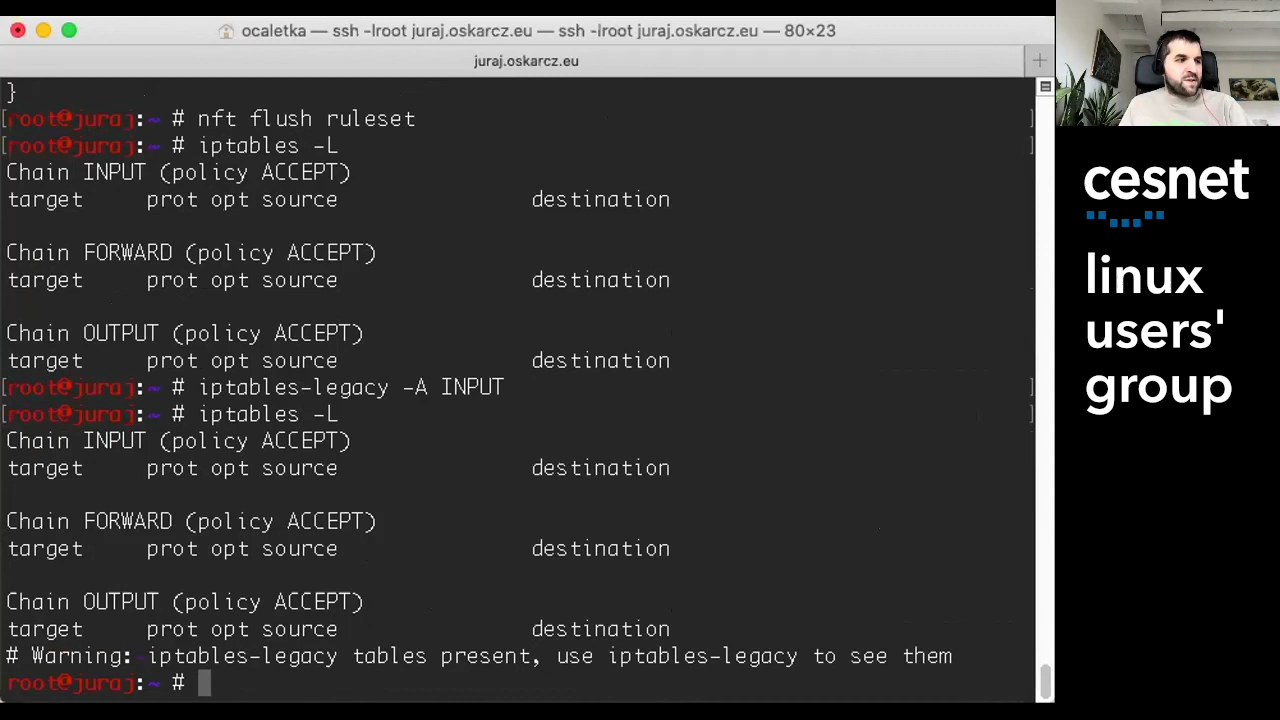 ocaletka — ssh -lroot juraj.oskarcz.eu — ssh -lroot juraj.oskarcz.eu — 80×23
juraj.oskarcz.eu
}
[root@juraj:~ # nft flush ruleset ]
[root@juraj:~ # iptables -L ]
Chain INPUT (policy ACCEPT)
target     prot opt source               destination

Chain FORWARD (policy ACCEPT)
target     prot opt source               destination

Chain OUTPUT (policy ACCEPT)
target     prot opt source               destination
[root@juraj:~ # iptables-legacy -A INPUT ]
[root@juraj:~ # iptables -L ]
Chain INPUT (policy ACCEPT)
target     prot opt source               destination

Chain FORWARD (policy ACCEPT)
target     prot opt source               destination

Chain OUTPUT (policy ACCEPT)
target     prot opt source               destination
# Warning: iptables-legacy tables present, use iptables-legacy to see them
root@juraj:~ #
cesnet
linux
users'
group